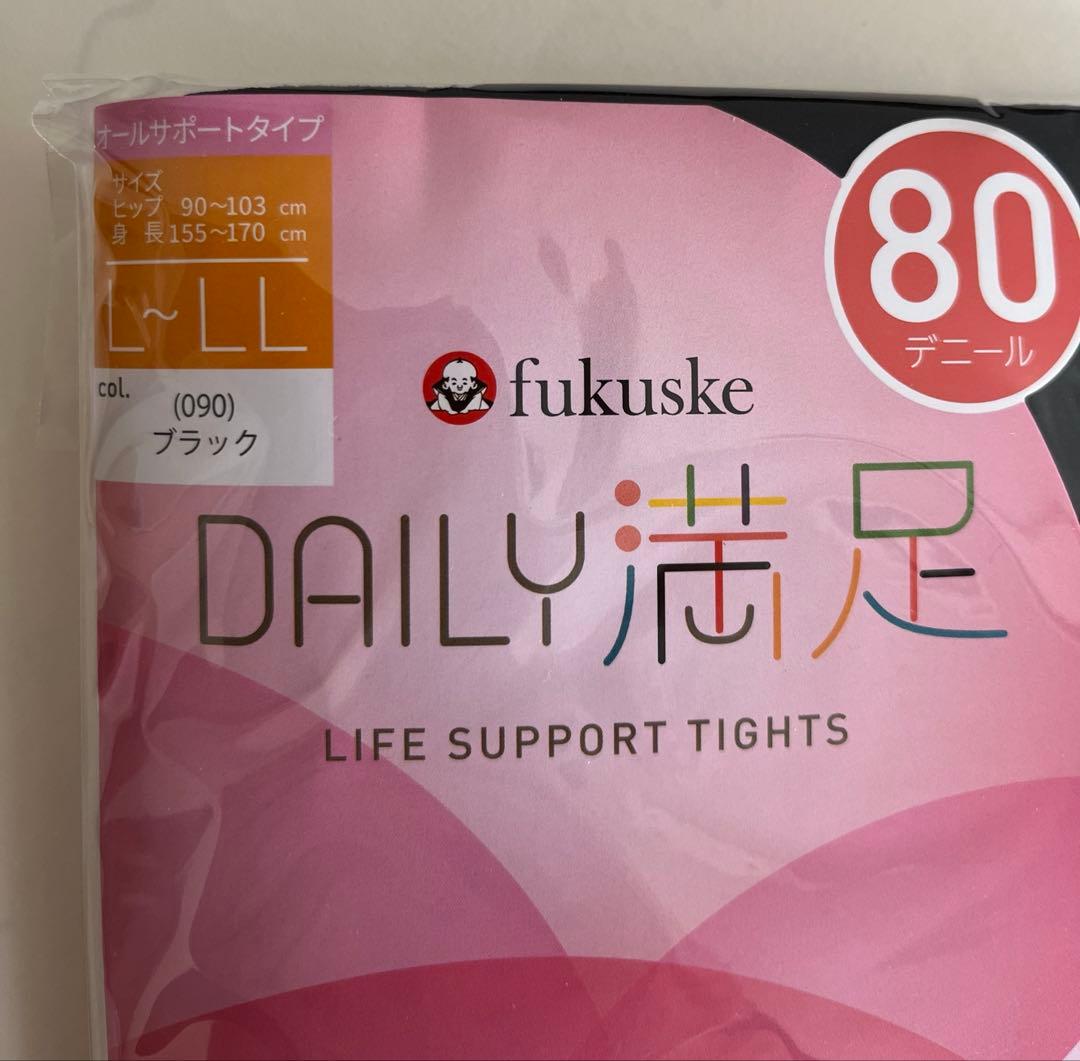 オールサポートタイプ
サイズ
ヒップ 90～103 cm
身長 155～170 cm
L～LL
col.
(090)
ブラック
80
デニール
fukuske
DAILY満足
LIFE SUPPORT TIGHTS